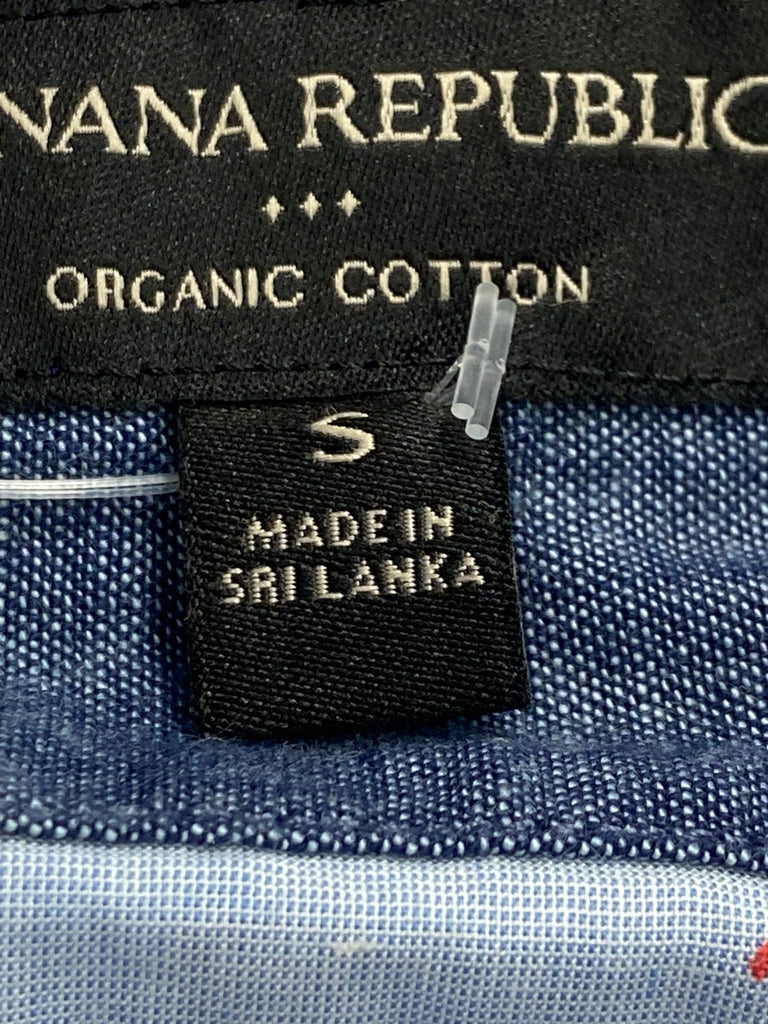 NANA REPUBLIC
ORGANIC COTTON
S
MADE IN
SRI LANKA